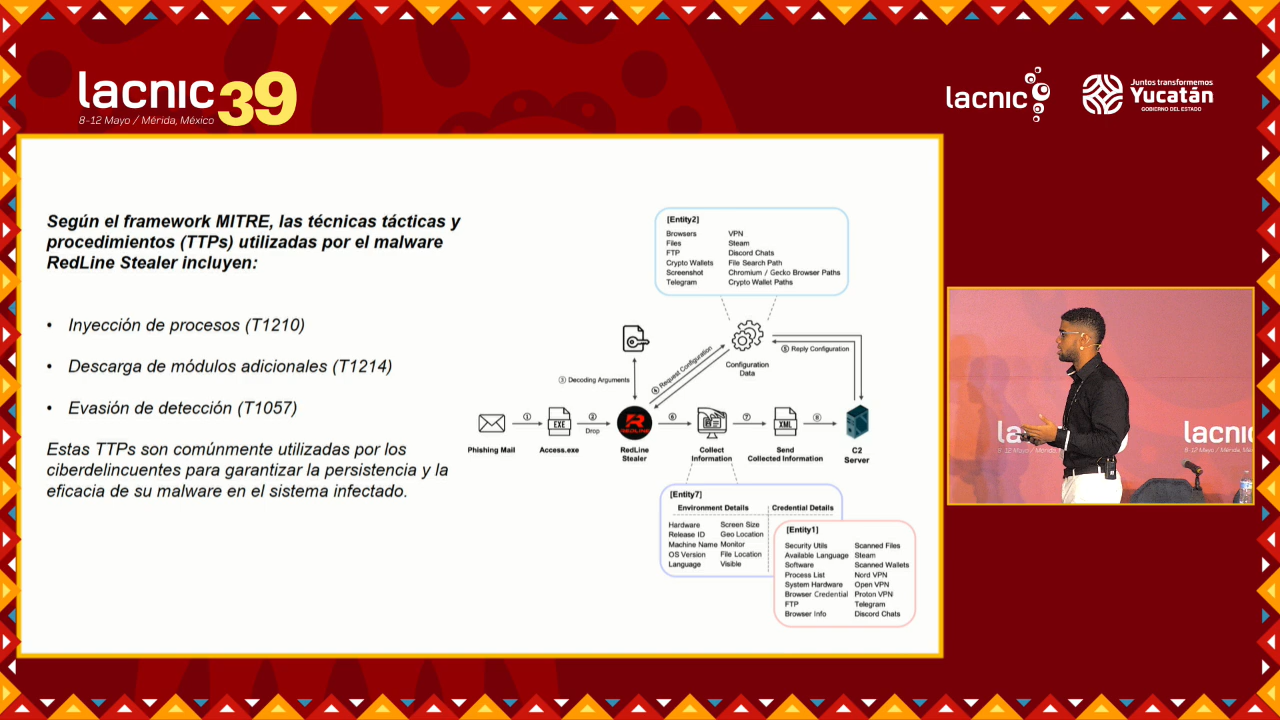 lacnic 39
8-12 Mayo / Mérida, México
lacnic
Juntos transformemos
Yucatán
GOBIERNO DEL ESTADO
Según el framework MITRE, las técnicas tácticas y
procedimientos (TTPs) utilizadas por el malware
RedLine Stealer incluyen:
• Inyección de procesos (T1210)
• Descarga de módulos adicionales (T1214)
• Evasión de detección (T1057)
Estas TTPs son comúnmente utilizadas por los
ciberdelincuentes para garantizar la persistencia y la
eficacia de su malware en el sistema infectado.
[Entity2]
Browsers VPN
Files Steam
FTP Discord Chats
Crypto Wallets File Search Path
Screenshot Chromium / Gecko Browser Paths
Telegram Crypto Wallet Paths
③ Decoding Arguments
④ Request Configuration
Configuration
Data
⑤ Reply Configuration
① ② ⑥ ⑦ ⑧
EXE
Drop
REDLINE
XML
Phishing Mail
Access.exe
RedLine
Stealer
Collect
Information
Send
Collected Information
C2
Server
[Entity7]
Environment Details Credential Details
Hardware Screen Size
Release ID Geo Location
Machine Name Monitor
OS Version File Location
Language Visible
[Entity1]
Security Utils Scanned Files
Available Language Steam
Software Scanned Wallets
Process List Nord VPN
System Hardware Open VPN
Browser Credential Proton VPN
FTP Telegram
Browser Info Discord Chats